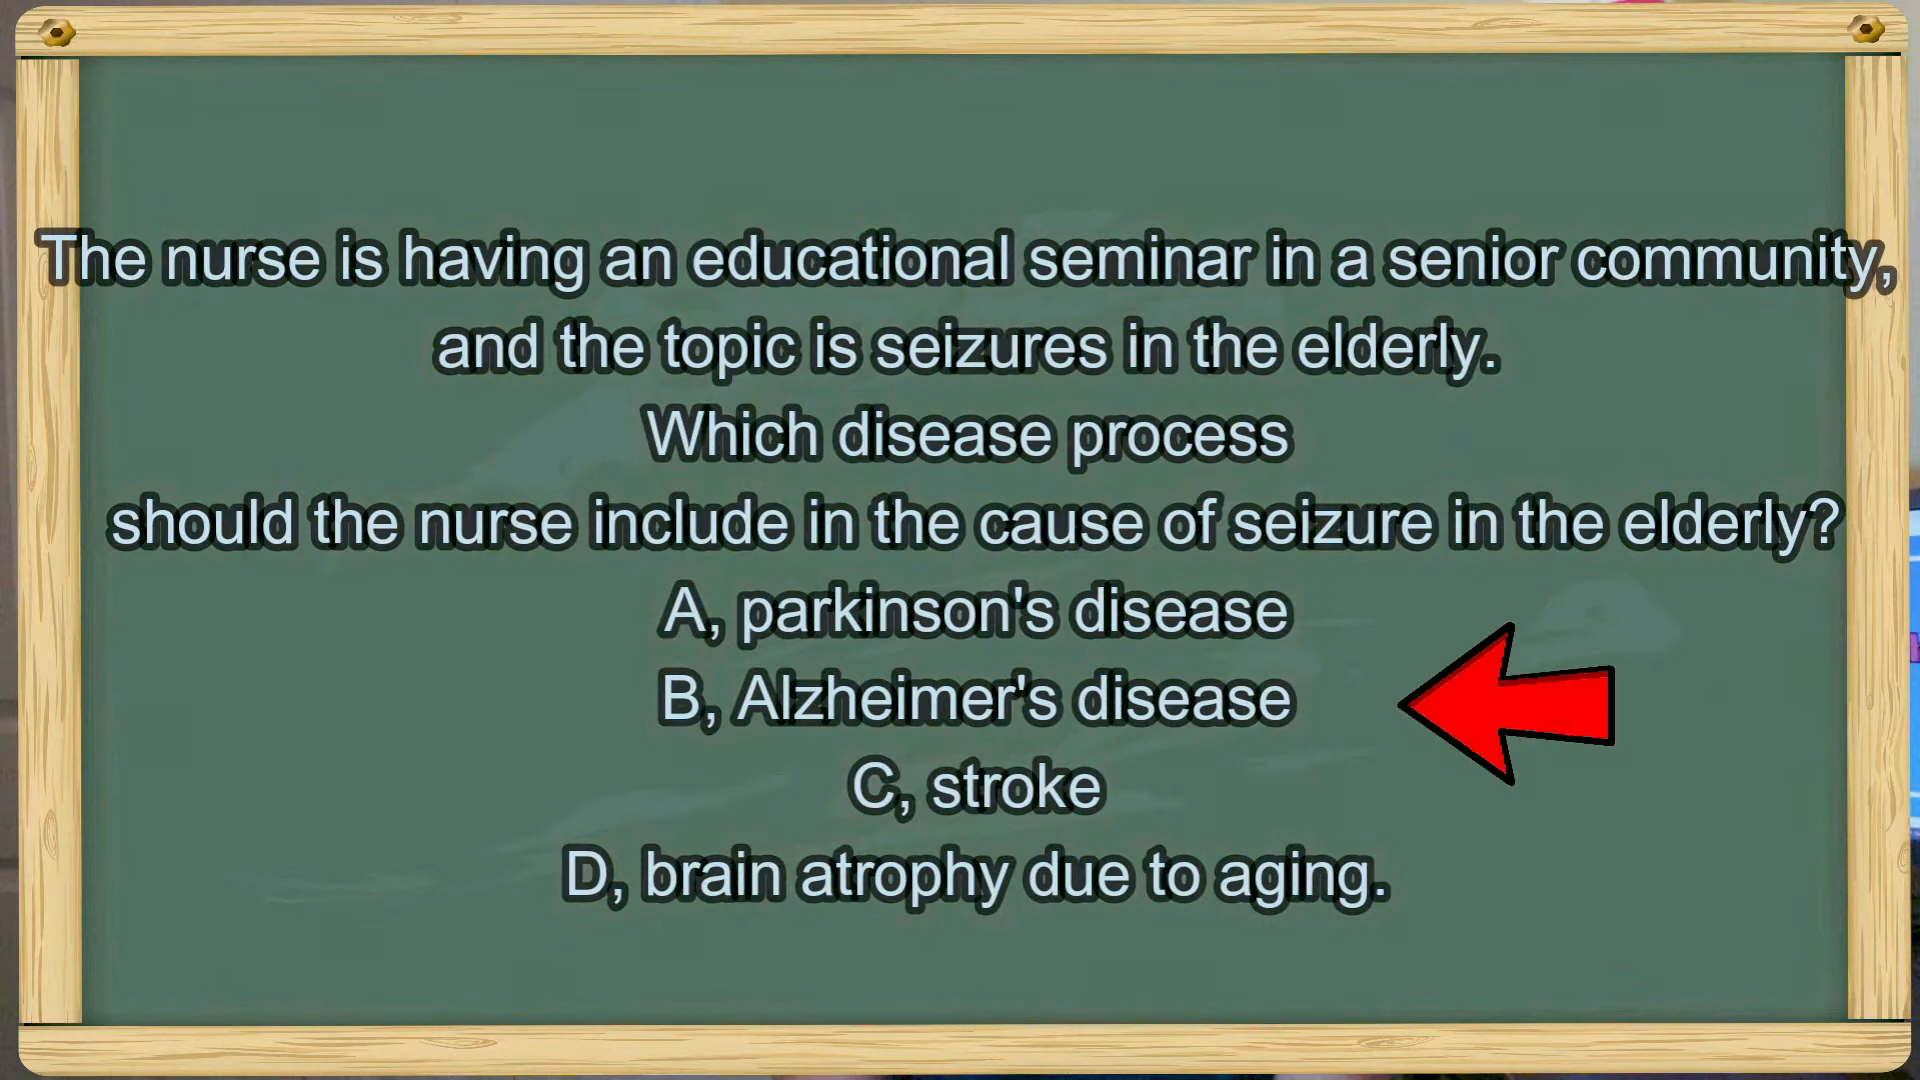 The nurse is having an educational seminar in a senior community,
and the topic is seizures in the elderly.
Which disease process
should the nurse include in the cause of seizure in the elderly?
A, parkinson's disease
B, Alzheimer's disease
C, stroke
D, brain atrophy due to aging.